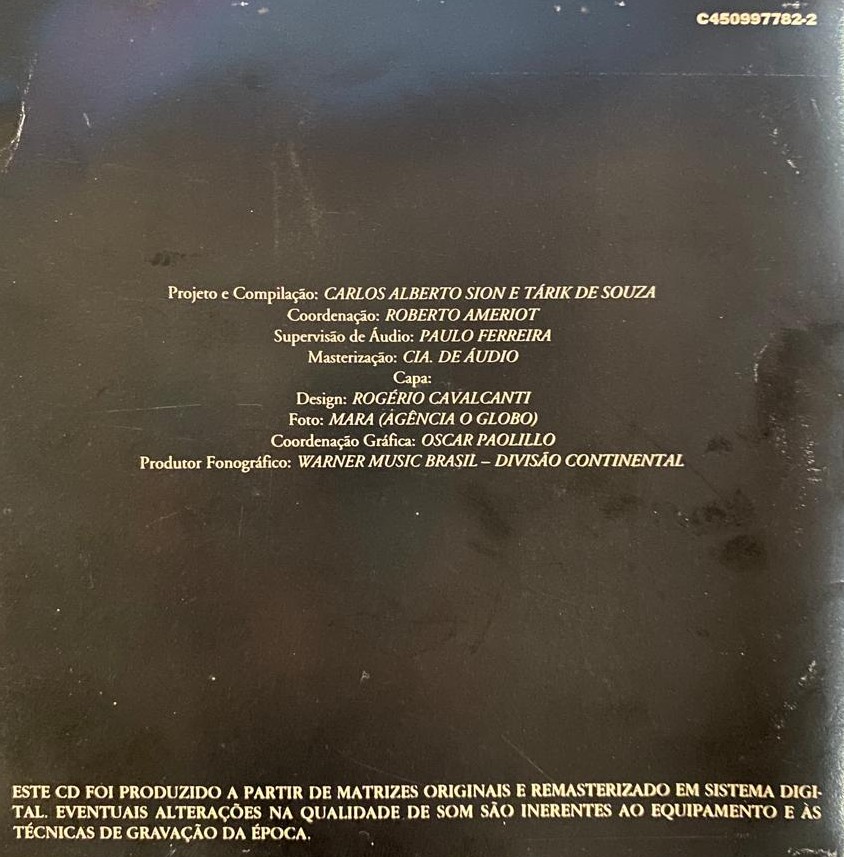 C450997782-2
Projeto e Compilação: CARLOS ALBERTO SION E TÁRIK DE SOUZA
Coordenação: ROBERTO AMERIOT
Supervisão de Áudio: PAULO FERREIRA
Masterização: CIA. DE ÁUDIO
Capa:
Design: ROGÉRIO CAVALCANTI
Foto: MARA (AGÊNCIA O GLOBO)
Coordenação Gráfica: OSCAR PAOLILLO
Produtor Fonográfico: WARNER MUSIC BRASIL – DIVISÃO CONTINENTAL
ESTE CD FOI PRODUZIDO A PARTIR DE MATRIZES ORIGINAIS E REMASTERIZADO EM SISTEMA DIGI-
TAL. EVENTUAIS ALTERAÇÕES NA QUALIDADE DE SOM SÃO INERENTES AO EQUIPAMENTO E ÀS
TÉCNICAS DE GRAVAÇÃO DA ÉPOCA.